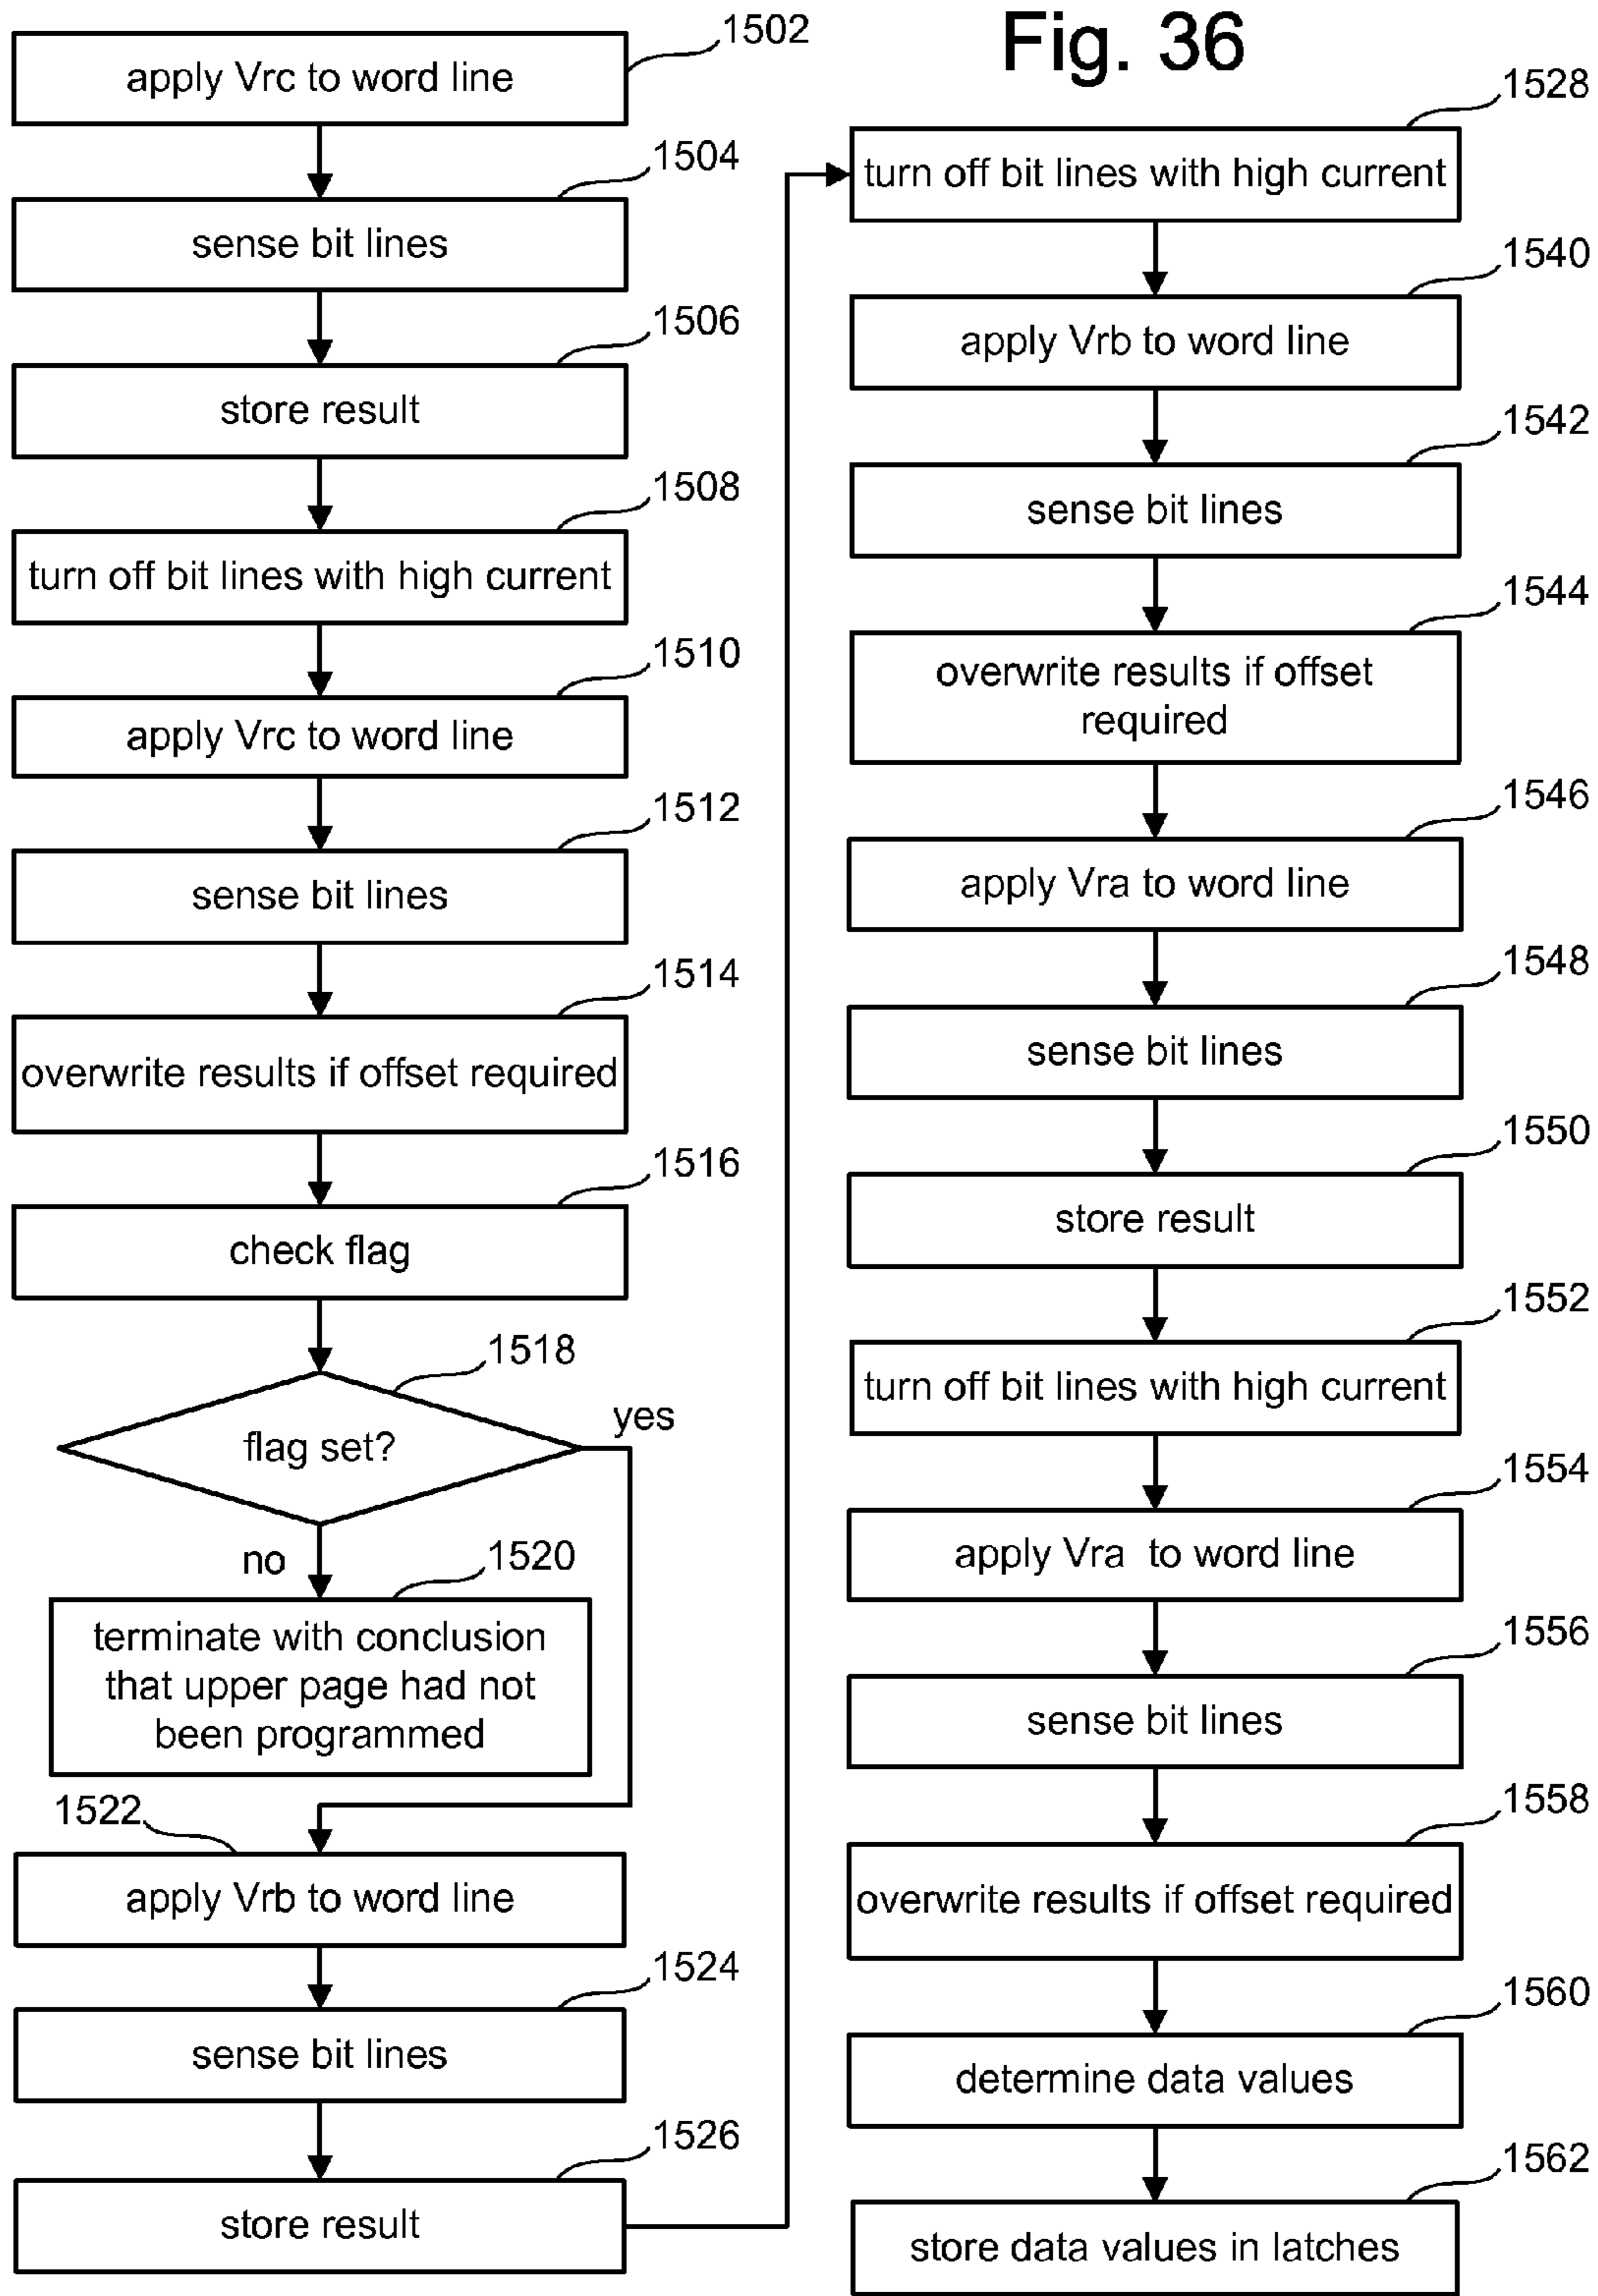 Fig. 36
1502
apply Vrc to word line
1504
sense bit lines
1506
store result
1508
turn off bit lines with high current
1510
apply Vrc to word line
1512
sense bit lines
1514
overwrite results if offset required
1516
check flag
1518
flag set?
yes
no
1520
terminate with conclusion
that upper page had not
been programmed
1522
apply Vrb to word line
1524
sense bit lines
1526
store result
1528
turn off bit lines with high current
1540
apply Vrb to word line
1542
sense bit lines
1544
overwrite results if offset
required
1546
apply Vra to word line
1548
sense bit lines
1550
store result
1552
turn off bit lines with high current
1554
apply Vra to word line
1556
sense bit lines
1558
overwrite results if offset required
1560
determine data values
1562
store data values in latches